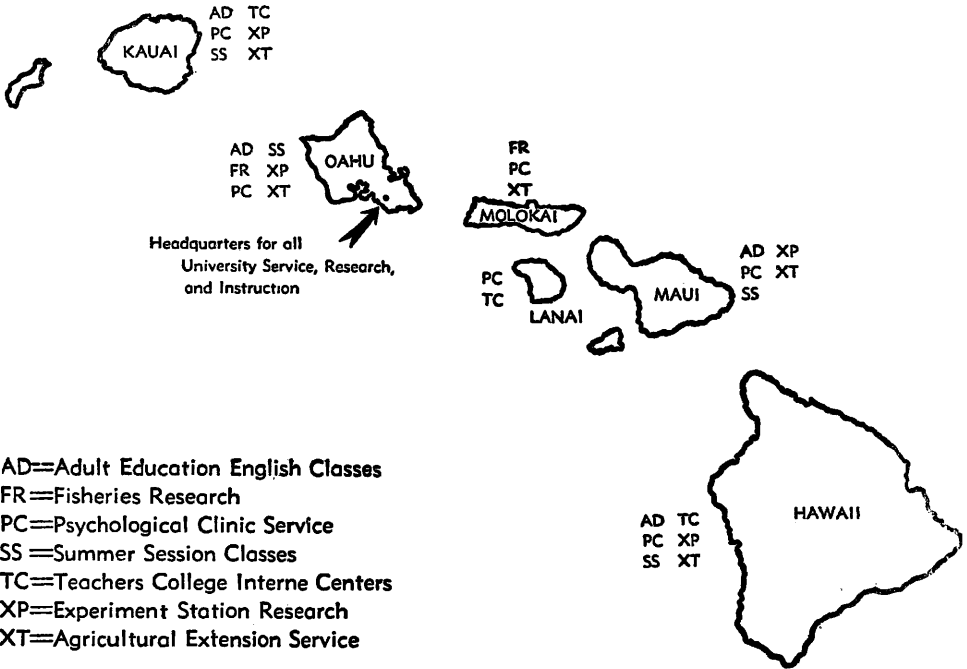 AD TC
PC XP
SS XT
KAUAI
AD SS
FR XP
PC XT
OAHU
Headquarters for all
University Service, Research,
and Instruction
FR
PC
XT
MOLOKAI
PC
TC
LANAI
AD XP
PC XT
SS
MAUI
AD TC
PC XP
SS XT
HAWAII
AD=Adult Education English Classes
FR=Fisheries Research
PC=Psychological Clinic Service
SS=Summer Session Classes
TC=Teachers College Interne Centers
XP=Experiment Station Research
XT=Agricultural Extension Service